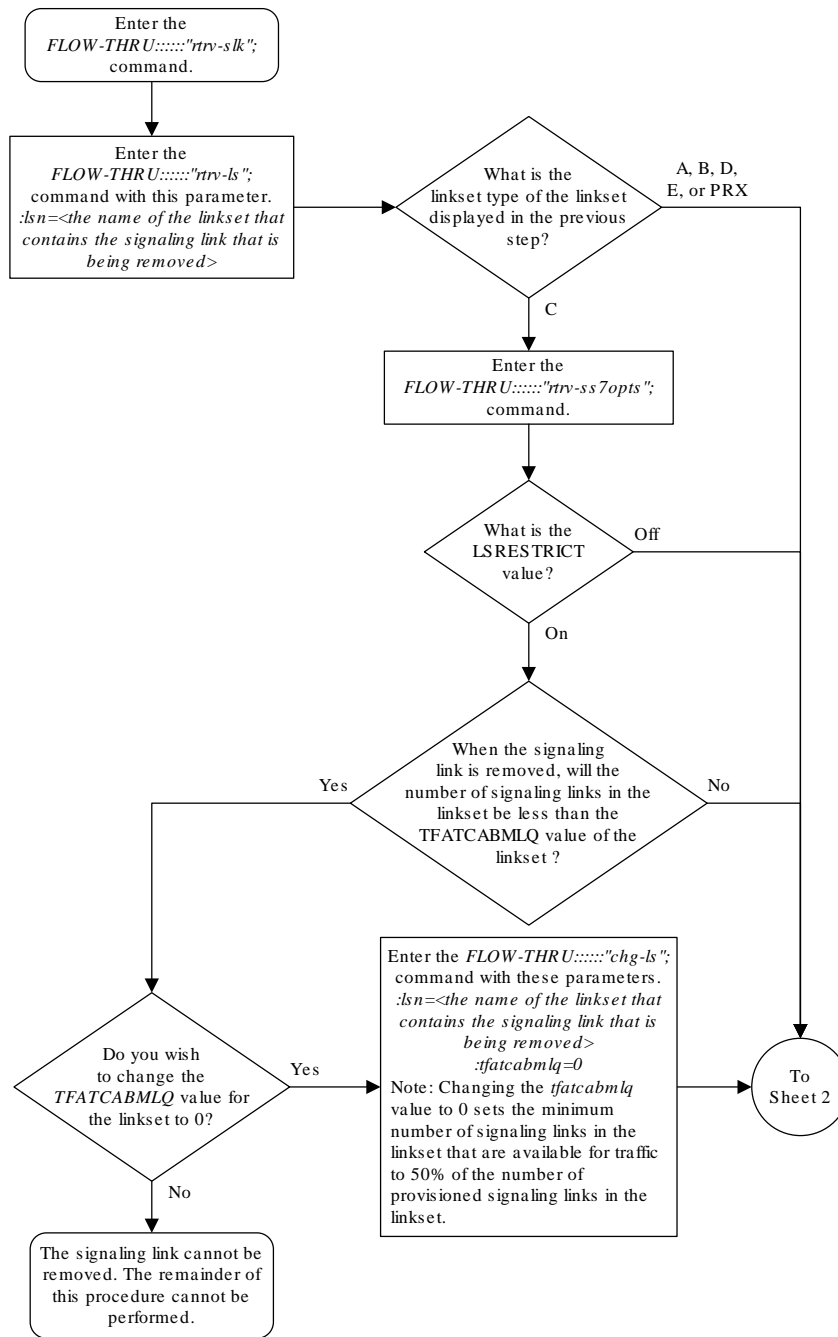 Enter the
FLOW-THRU::::::"rtrv-slk";
command.
Enter the
FLOW-THRU::::::"rtrv-ls";
command with this parameter.
:lsn=<the name of the linkset that
contains the signaling link that is
being removed>
What is the
linkset type of the linkset
displayed in the previous
step?
A, B, D,
E, or PRX
C
Enter the
FLOW-THRU::::::"rtrv-ss7opts";
command.
What is the
LSRESTRICT
value?
Off
On
When the signaling
link is removed, will the
number of signaling links in the
linkset be less than the
TFATCABMLQ value of the
linkset ?
Yes
No
Do you wish
to change the
TFATCABMLQ value for
the linkset to 0?
Yes
No
Enter the FLOW-THRU::::::"chg-ls";
command with these parameters.
:lsn=<the name of the linkset that
contains the signaling link that is
being removed>
:tfatcabmlq=0
Note: Changing the tfatcabmlq
value to 0 sets the minimum
number of signaling links in the
linkset that are available for traffic
to 50% of the number of
provisioned signaling links in the
linkset.
To
Sheet 2
The signaling link cannot be
removed. The remainder of
this procedure cannot be
performed.